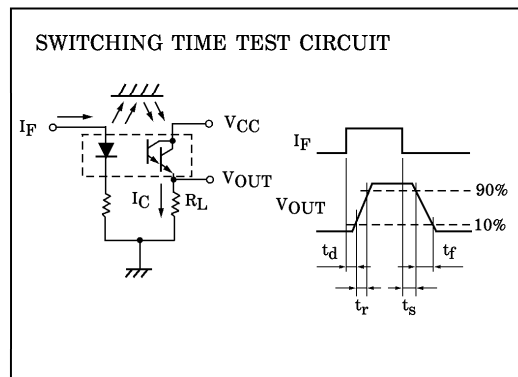 SWITCHING TIME TEST CIRCUIT
IF
VCC
VOUT
IC
RL
IF
VOUT
90%
10%
td
tf
tr
ts